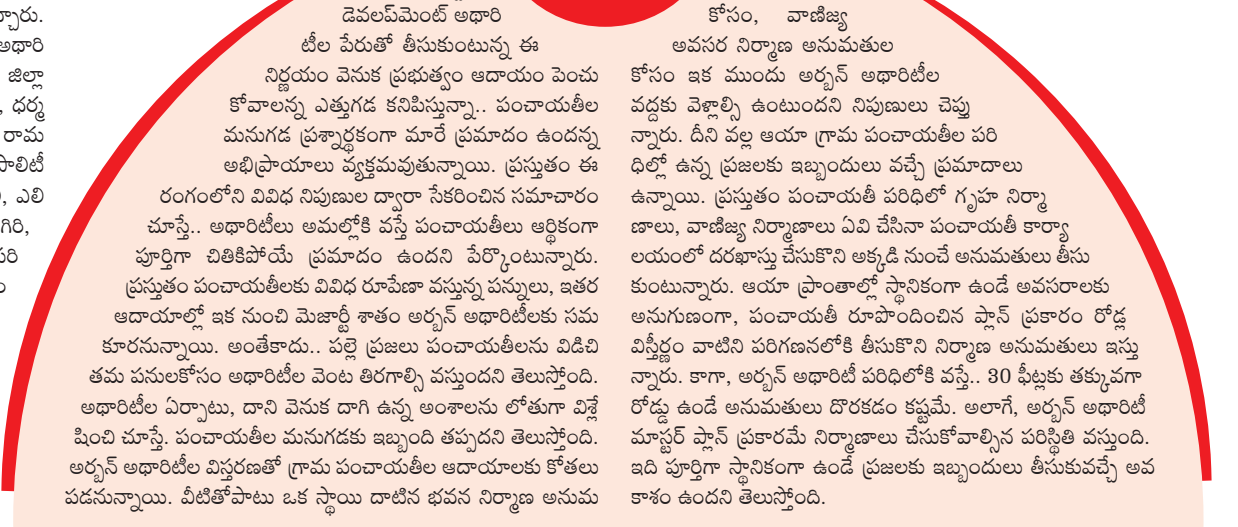 చ్చారు.
అథారి
జిల్లా
, ధర్మ
రామ
పాలిటీ
, ఎలి
గిరి,
పరి
డెవలప్‌మెంట్ అథారి
టీల పేరుతో తీసుకుంటున్న ఈ
నిర్ణయం వెనుక ప్రభుత్వం ఆదాయం పెంచు
కోవాలన్న ఎత్తుగడ కనిపిస్తున్నా.. పంచాయతీల
మనుగడ ప్రశ్నార్థకంగా మారే ప్రమాదం ఉందన్న
అభిప్రాయాలు వ్యక్తమవుతున్నాయి. ప్రస్తుతం ఈ
రంగంలోని వివిధ నిపుణుల ద్వారా సేకరించిన సమాచారం
చూస్తే.. అథారిటీలు అమల్లోకి వస్తే పంచాయతీలు ఆర్థికంగా
పూర్తిగా చితికిపోయే ప్రమాదం ఉందని పేర్కొంటున్నారు.
ప్రస్తుతం పంచాయతీలకు వివిధ రూపేణా వస్తున్న పన్నులు, ఇతర
ఆదాయాల్లో ఇక నుంచి మెజార్టీ శాతం అర్బన్ అథారిటీలకు సమ
కూరనున్నాయి. అంతేకాదు.. పల్లె ప్రజలు పంచాయతీలను విడిచి
తమ పనులకోసం అథారిటీల వెంట తిరగాల్సి వస్తుందని తెలుస్తోంది.
అథారిటీల ఏర్పాటు, దాని వెనుక దాగి ఉన్న అంశాలను లోతుగా విశ్లే
షించి చూస్తే. పంచాయతీల మనుగడకు ఇబ్బంది తప్పదని తెలుస్తోంది.
అర్బన్ అథారిటీల విస్తరణతో గ్రామ పంచాయతీల ఆదాయాలకు కోతలు
పడనున్నాయి. వీటితోపాటు ఒక స్థాయి దాటిన భవన నిర్మాణ అనుమ
కోసం, వాణిజ్య
అవసర నిర్మాణ అనుమతుల
కోసం ఇక ముందు అర్బన్ అథారిటీల
వద్దకు వెళ్లాల్సి ఉంటుందని నిపుణులు చెప్తు
న్నారు. దీని వల్ల ఆయా గ్రామ పంచాయతీల పరి
ధిల్లో ఉన్న ప్రజలకు ఇబ్బందులు వచ్చే ప్రమాదాలు
ఉన్నాయి. ప్రస్తుతం పంచాయతీ పరిధిలో గృహ నిర్మా
ణాలు, వాణిజ్య నిర్మాణాలు ఏవి చేసినా పంచాయతీ కార్యా
లయంలో దరఖాస్తు చేసుకొని అక్కడి నుంచే అనుమతులు తీసు
కుంటున్నారు. ఆయా ప్రాంతాల్లో స్థానికంగా ఉండే అవసరాలకు
అనుగుణంగా, పంచాయతీ రూపొందించిన ప్లాన్ ప్రకారం రోడ్ల
విస్తీర్ణం వాటిని పరిగణనలోకి తీసుకొని నిర్మాణ అనుమతులు ఇస్తు
న్నారు. కాగా, అర్బన్ అథారిటీ పరిధిలోకి వస్తే.. 30 ఫీట్లకు తక్కువగా
రోడ్డు ఉండే అనుమతులు దొరకడం కష్టమే. అలాగే, అర్బన్ అథారిటీ
మాస్టర్ ప్లాన్ ప్రకారమే నిర్మాణాలు చేసుకోవాల్సిన పరిస్థితి వస్తుంది.
ఇది పూర్తిగా స్థానికంగా ఉండే ప్రజలకు ఇబ్బందులు తీసుకువచ్చే అవ
కాశం ఉందని తెలుస్తోంది.